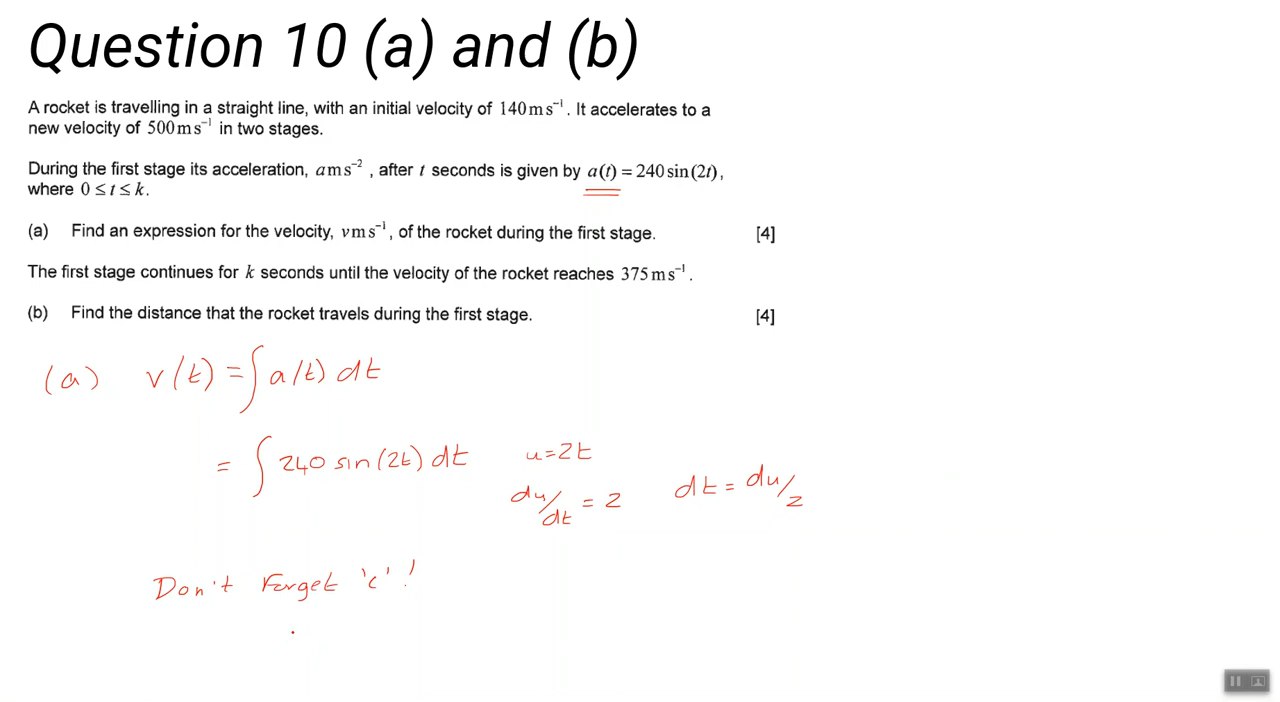 Question 10 (a) and (b)
A rocket is travelling in a straight line, with an initial velocity of 140 m s⁻¹. It accelerates to a
new velocity of 500 m s⁻¹ in two stages.
During the first stage its acceleration, a m s⁻², after t seconds is given by a(t) = 240 sin(2t),
where 0 ≤ t ≤ k.
(a) Find an expression for the velocity, v m s⁻¹, of the rocket during the first stage. [4]
The first stage continues for k seconds until the velocity of the rocket reaches 375 m s⁻¹.
(b) Find the distance that the rocket travels during the first stage. [4]
(a) v(t) = ∫ a(t) dt
= ∫ 240 sin(2t) dt u = 2t
du/dt = 2 dt = du/2
Don't Forget 'c' !